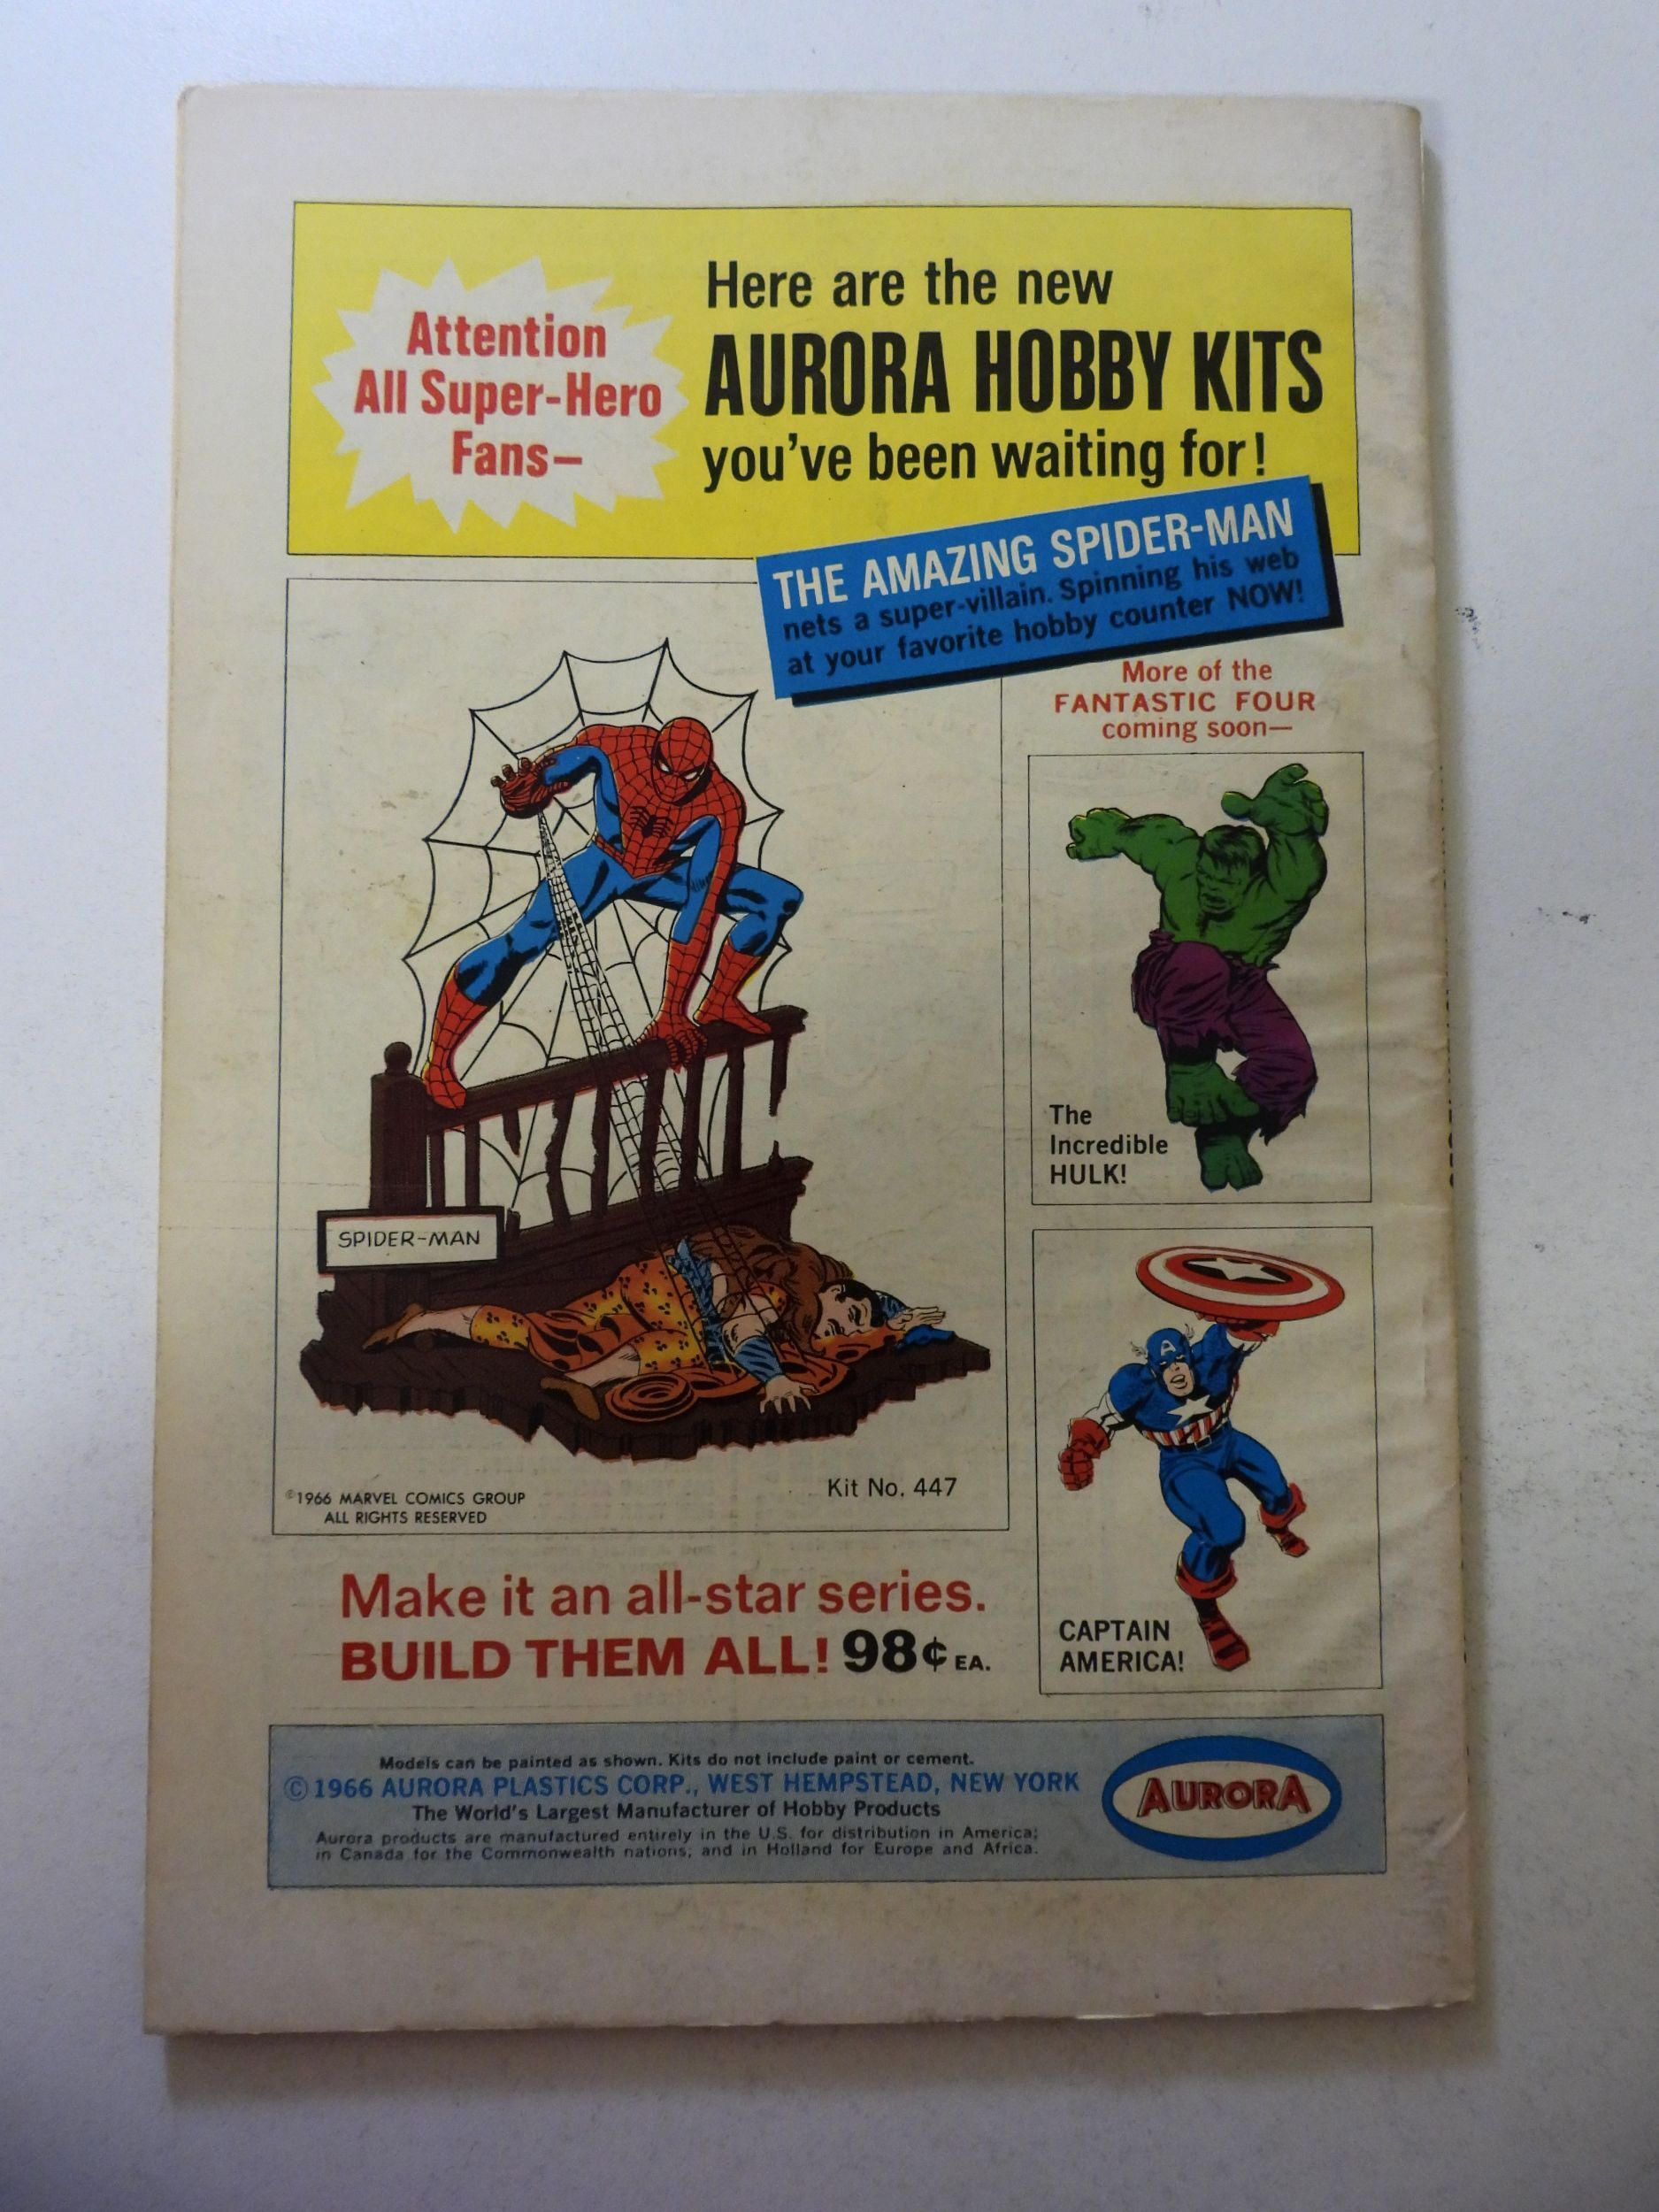 Attention
All Super-Hero
Fans—
Here are the new
AURORA HOBBY KITS
you've been waiting for!
THE AMAZING SPIDER-MAN
nets a super-villain. Spinning his web
at your favorite hobby counter NOW!
More of the
FANTASTIC FOUR
coming soon—
The
Incredible
HULK!
SPIDER-MAN
A
Kit No. 447
©1966 MARVEL COMICS GROUP
ALL RIGHTS RESERVED
CAPTAIN
AMERICA!
Make it an all-star series.
BUILD THEM ALL! 98¢ EA.
Models can be painted as shown. Kits do not include paint or cement.
© 1966 AURORA PLASTICS CORP., WEST HEMPSTEAD, NEW YORK
The World's Largest Manufacturer of Hobby Products
Aurora products are manufactured entirely in the U.S. for distribution in America;
in Canada for the Commonwealth nations; and in Holland for Europe and Africa.
AURORA